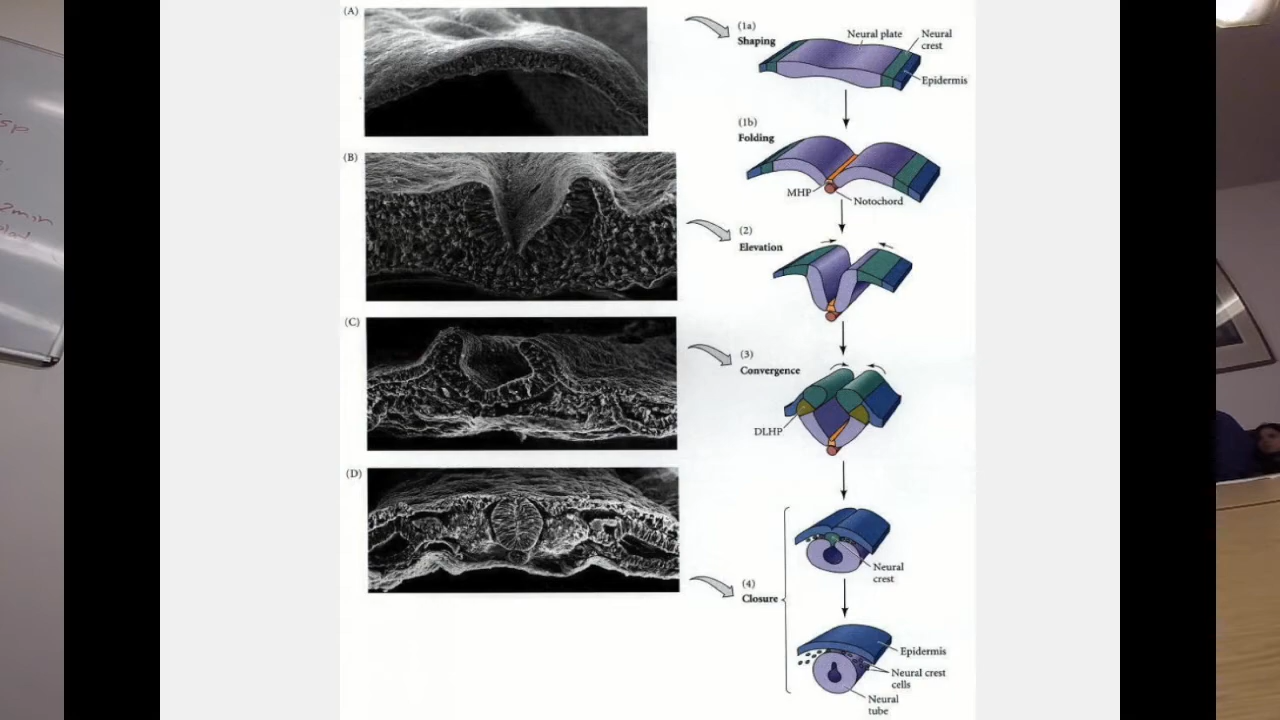 (A)
(1a)
Shaping
Neural plate
Neural
crest
Epidermis
(1b)
Folding
(B)
MHP
Notochord
(2)
Elevation
(C)
(3)
Convergence
DLHP
(D)
(4)
Closure
Neural
crest
Epidermis
Neural crest
cells
Neural
tube
2min